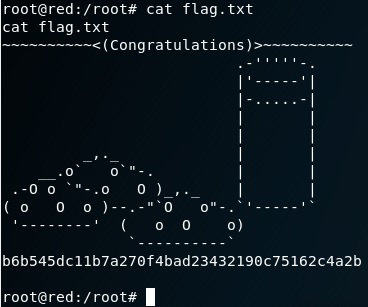 root@red:/root# cat flag.txt
cat flag.txt
~~~~~~~~~~<(Congratulations)>~~~~~~~~~~
                          .-'''''-.
                          |'-----'|
                          |-.....-|
                          |       |
                          |       |
         _,._             |       |
    __.o`   o`"-.         |       |
 .-O o `"-.o   O )_,._    |       |
( o   O  o )--.-"`O   o"-.`'-----'`
 '--------'  (   o  O    o)
              `----------`
b6b545dc11b7a270f4bad23432190c75162c4a2b
root@red:/root#